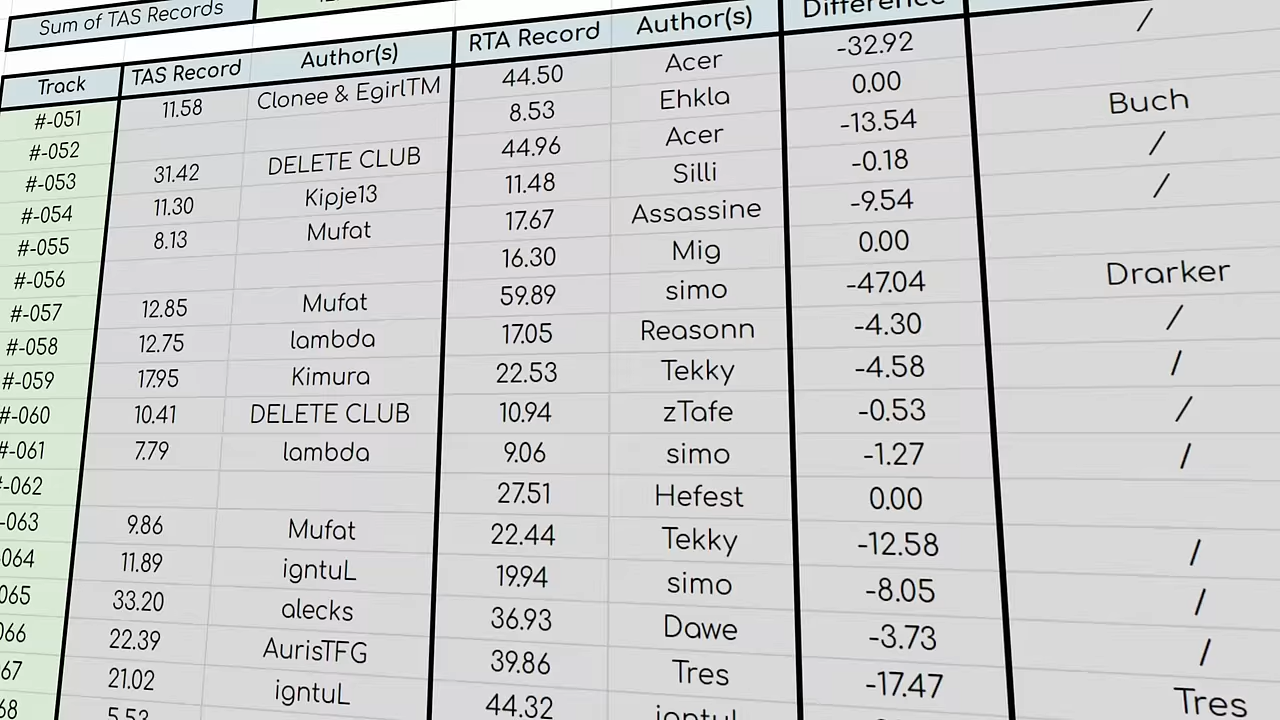 Sum of TAS Records
Track TAS Record Author(s) RTA Record Author(s) Difference
#-051 11.58 Clonee & EgirlTM 44.50 Acer -32.92 /
#-052 8.53 Ehkla 0.00
#-053 31.42 DELETE CLUB 44.96 Acer -13.54 Buch
#-054 11.30 Kipje13 11.48 Silli -0.18 /
#-055 8.13 Mufat 17.67 Assassine -9.54 /
#-056 16.30 Mig 0.00
#-057 12.85 Mufat 59.89 simo -47.04 Drarker
#-058 12.75 lambda 17.05 Reasonn -4.30 /
#-059 17.95 Kimura 22.53 Tekky -4.58 /
#-060 10.41 DELETE CLUB 10.94 zTafe -0.53 /
#-061 7.79 lambda 9.06 simo -1.27 /
-062 27.51 Hefest 0.00
-063 9.86 Mufat 22.44 Tekky -12.58 /
064 11.89 igntuL 19.94 simo -8.05 /
065 33.20 alecks 36.93 Dawe -3.73 /
066 22.39 AurisTFG 39.86 Tres -17.47 Tres
67 21.02 igntuL 44.32 igntuL
68 5.53